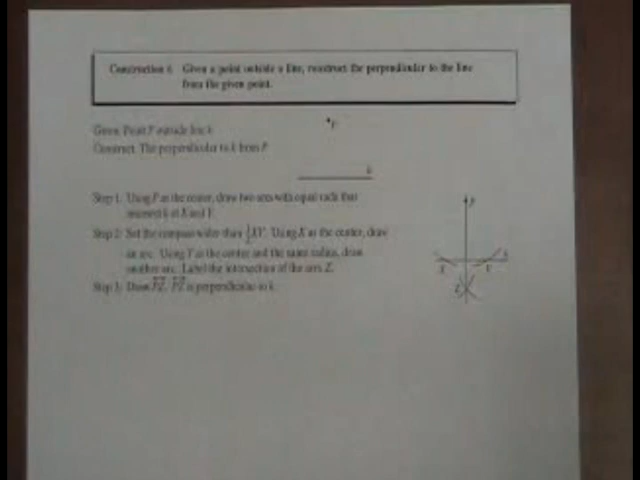 Construction 6 Given a point outside a line, construct the perpendicular to the line
from the given point.
P
Given: Point P outside line k
Construct: The perpendicular to k from P
k
Step 1: Using P as the center, draw two arcs with equal radii that
intersect k at X and Y.
P
Step 2: Set the compass wider than ½XY. Using X as the center, draw
an arc. Using Y as the center and the same radius, draw
another arc. Label the intersection of the arcs Z.
X Y k
Z
Step 3: Draw PZ. PZ is perpendicular to k.